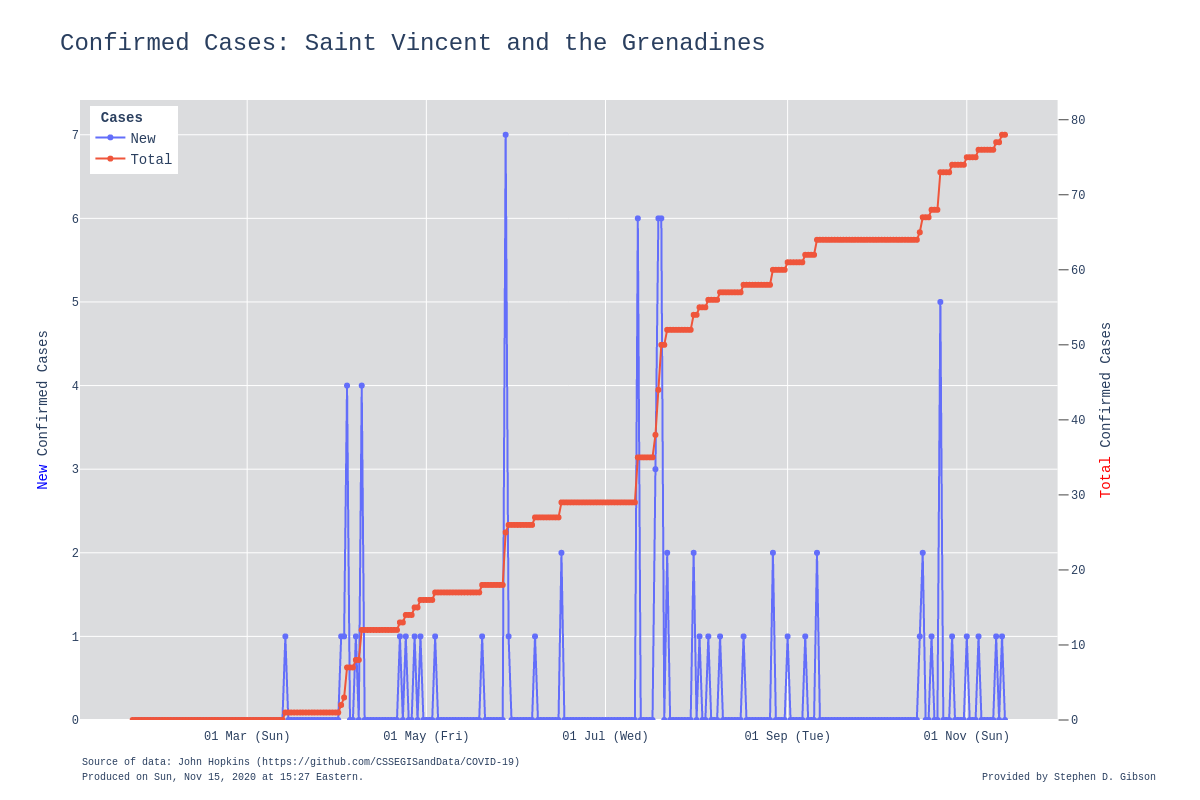 Confirmed Cases: Saint Vincent and the Grenadines
Cases
New
Total
7
6
5
4
3
2
1
0
80
70
60
50
40
30
20
10
0
New Confirmed Cases
Total Confirmed Cases
01 Mar (Sun)
01 May (Fri)
01 Jul (Wed)
01 Sep (Tue)
01 Nov (Sun)
Source of data: John Hopkins (https://github.com/CSSEGISandData/COVID-19)
Produced on Sun, Nov 15, 2020 at 15:27 Eastern.
Provided by Stephen D. Gibson